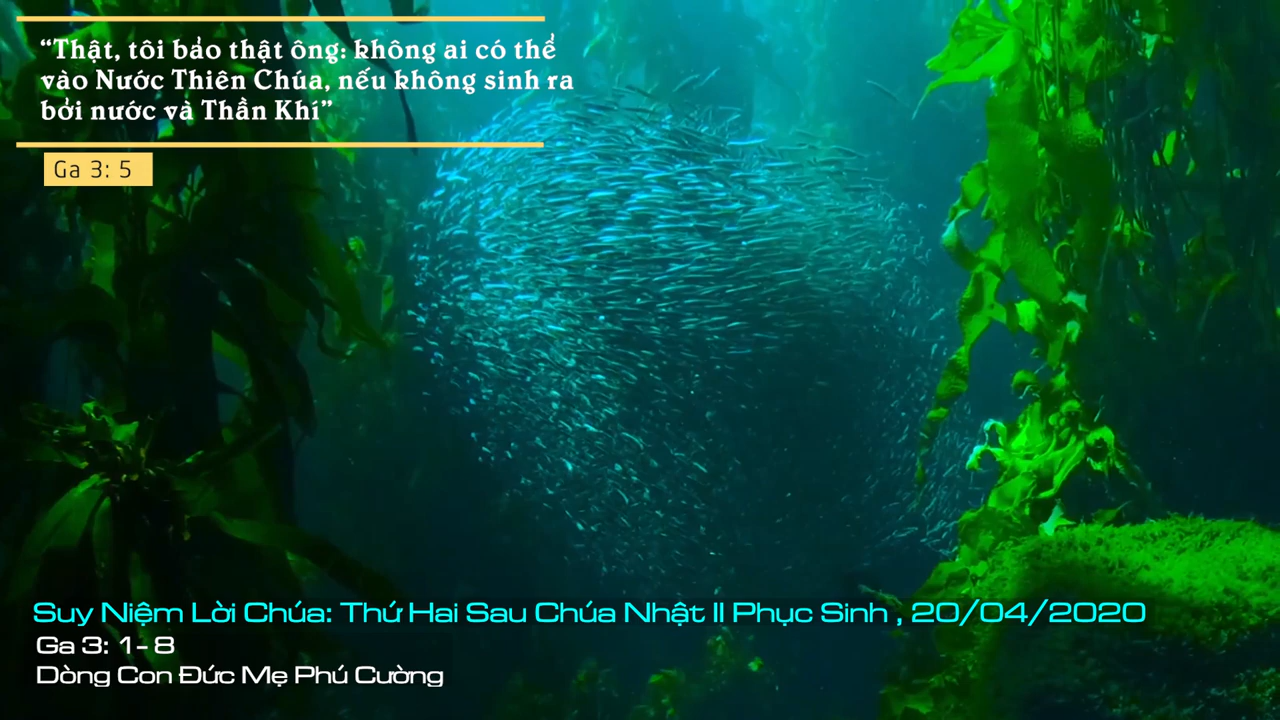 “Thật, tôi bảo thật ông: không ai có thể
vào Nước Thiên Chúa, nếu không sinh ra
bởi nước và Thần Khí”
Ga 3: 5
Suy Niệm Lời Chúa: Thứ Hai Sau Chúa Nhật II Phục Sinh , 20/04/2020
Ga 3: 1- 8
Dòng Con Đức Mẹ Phú Cường